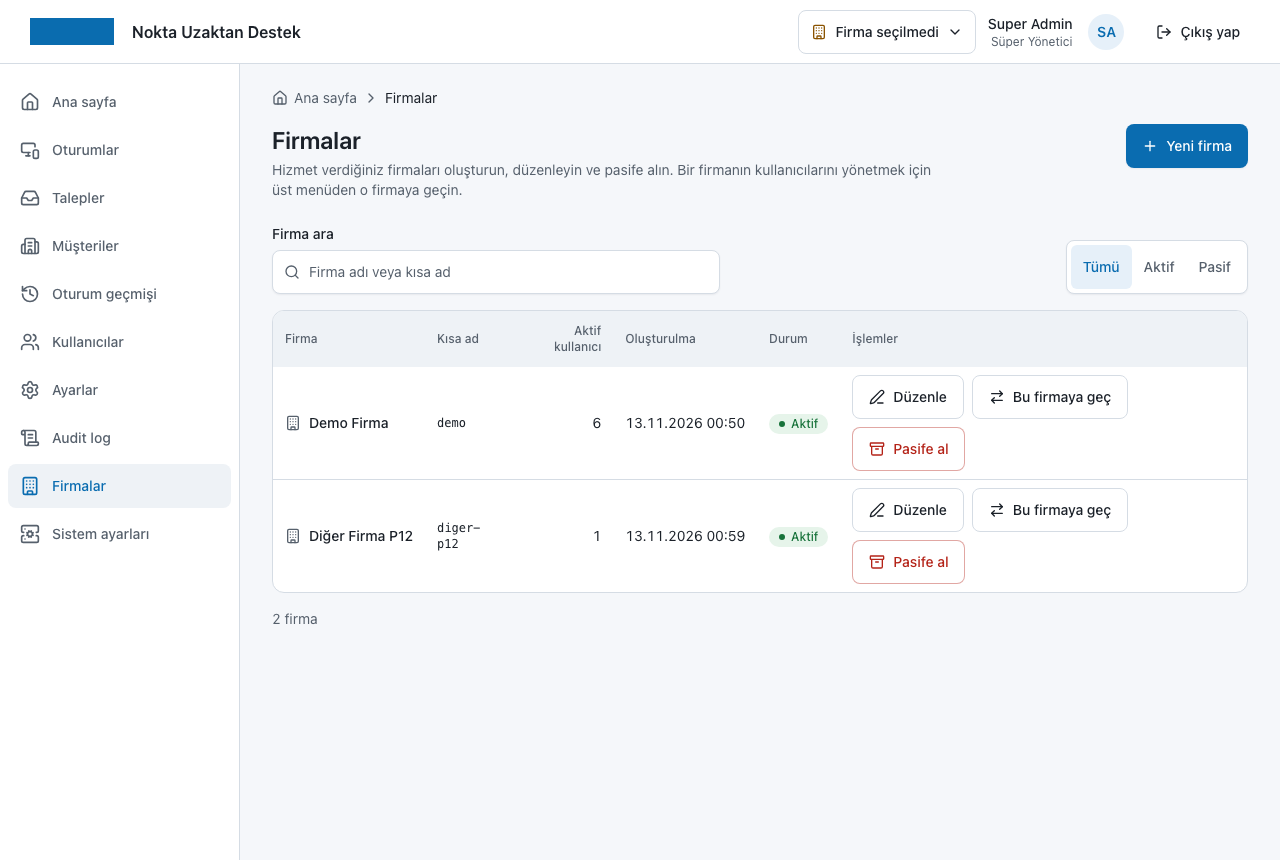 Nokta Uzaktan Destek
Firma seçilmedi
Super Admin
Süper Yönetici
SA
Çıkış yap
Ana sayfa
Oturumlar
Talepler
Müşteriler
Oturum geçmişi
Kullanıcılar
Ayarlar
Audit log
Firmalar
Sistem ayarları
Ana sayfa
Firmalar
Firmalar
Hizmet verdiğiniz firmaları oluşturun, düzenleyin ve pasife alın. Bir firmanın kullanıcılarını yönetmek için
üst menüden o firmaya geçin.
Yeni firma
Firma ara
Firma adı veya kısa ad
Tümü
Aktif
Pasif
Firma
Kısa ad
Aktif
kullanıcı
Oluşturulma
Durum
İşlemler
Demo Firma
demo
6
13.11.2026 00:50
Aktif
Düzenle
Bu firmaya geç
Pasife al
Diğer Firma P12
diger-
p12
1
13.11.2026 00:59
Aktif
Düzenle
Bu firmaya geç
Pasife al
2 firma